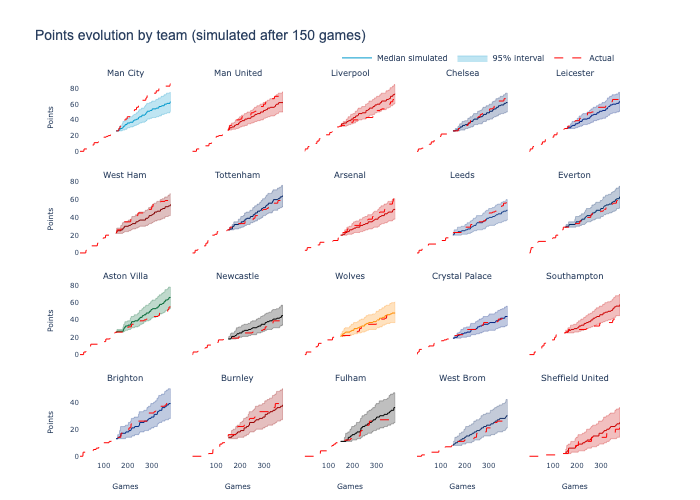 Points evolution by team (simulated after 150 games)
Median simulated 95% interval Actual
Man City Man United Liverpool Chelsea Leicester
80
60
40
20
0
Points
West Ham Tottenham Arsenal Leeds Everton
80
60
40
20
0
Points
Aston Villa Newcastle Wolves Crystal Palace Southampton
80
60
40
20
0
Points
Brighton Burnley Fulham West Brom Sheffield United
40
20
0
Points
100 200 300 100 200 300 100 200 300 100 200 300 100 200 300
Games Games Games Games Games